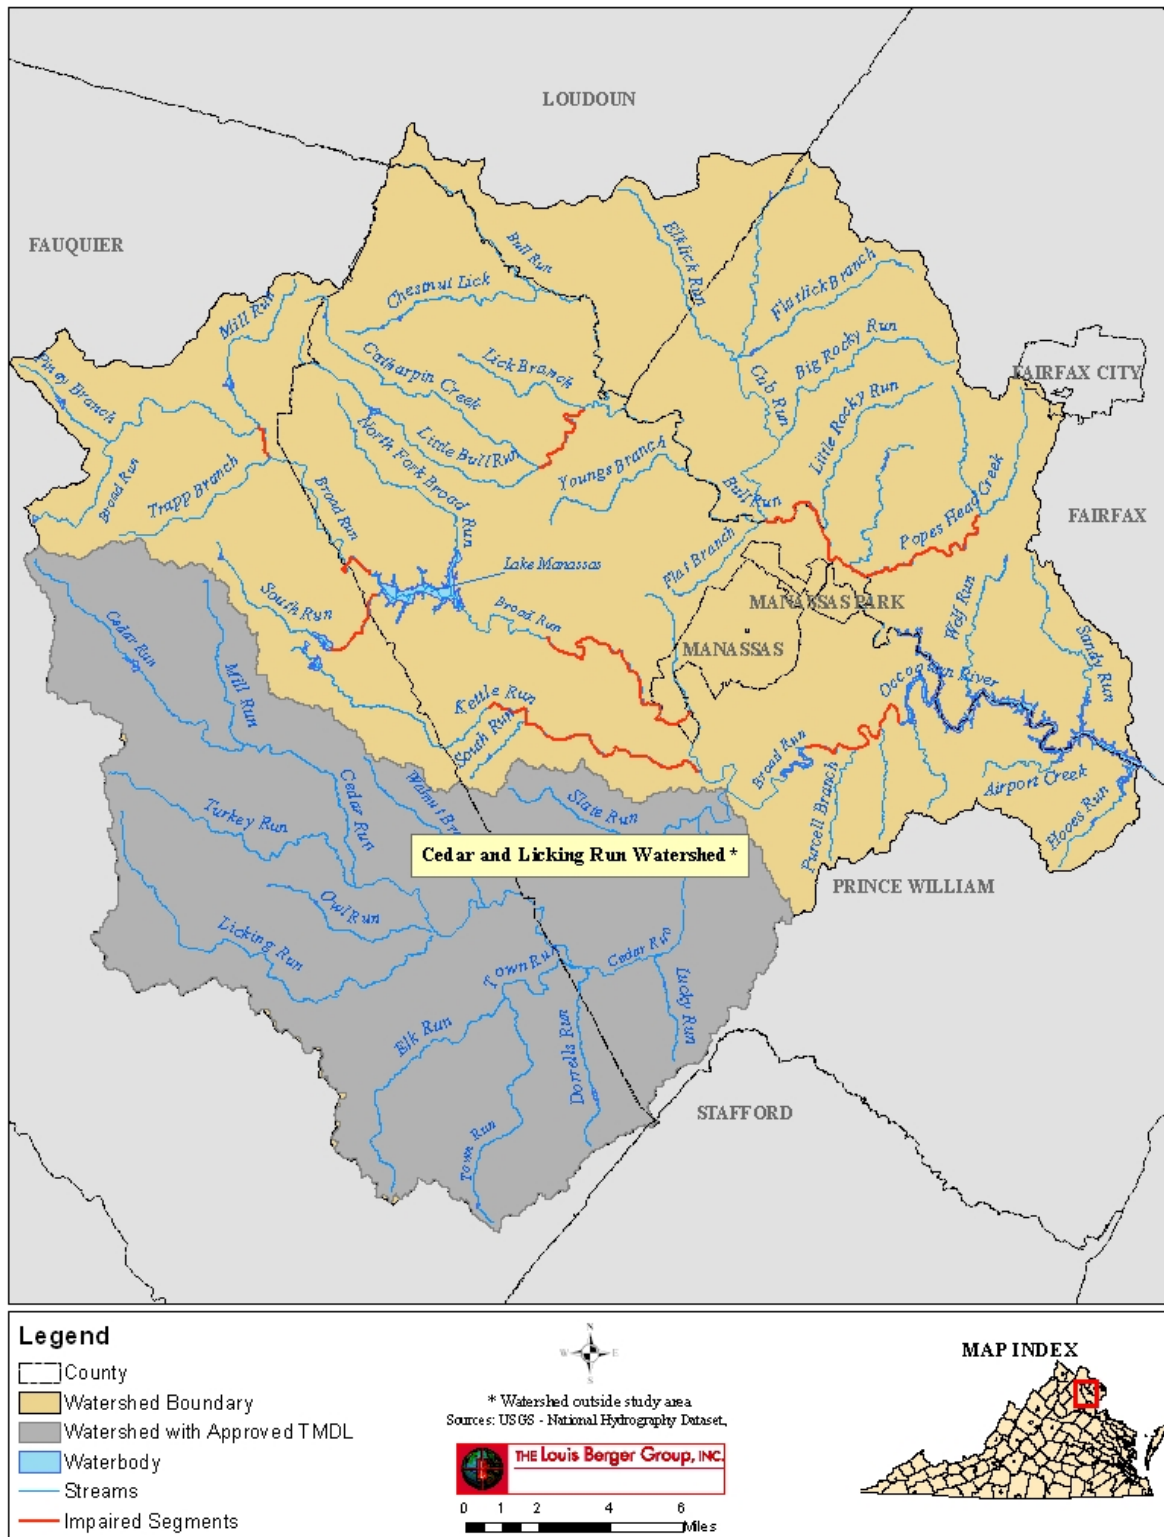 LOUDOUN
FAUQUIER
Bull Run
Elklick Run
Flatlick Branch
Chestnut Lick
Mill Run
Catharpin Creek
Lick Branch
Cub Run
Big Rocky Run
FAIRFAX CITY
Piney Branch
Little Rocky Run
North Fork Broad Run
Little Bull Run
Youngs Branch
Broad Run
Trapp Branch
Broad Run
Bull Run
Popes Head Creek
FAIRFAX
Flat Branch
Lake Manassas
MANASSAS PARK
South Run
Broad Run
Wolf Run
Sandy Run
MANASSAS
Cedar Run
Mill Run
Occoquan River
Kettle Run
South Run
Broad Run
Airport Creek
Hooes Run
Purcell Branch
Cedar Run
Walnut Br
Slate Run
Turkey Run
Cedar and Licking Run Watershed *
PRINCE WILLIAM
Owl Run
Licking Run
Town Run
Cedar Run
Lucky Run
Elk Run
Dorrells Run
STAFFORD
Town Run
Legend
County
Watershed Boundary
Watershed with Approved TMDL
Waterbody
Streams
Impaired Segments
N
W E
S
* Watershed outside study area
Sources: USGS - National Hydrography Dataset,
THE Louis Berger Group, INC.
0 1 2 4 6
Miles
MAP INDEX